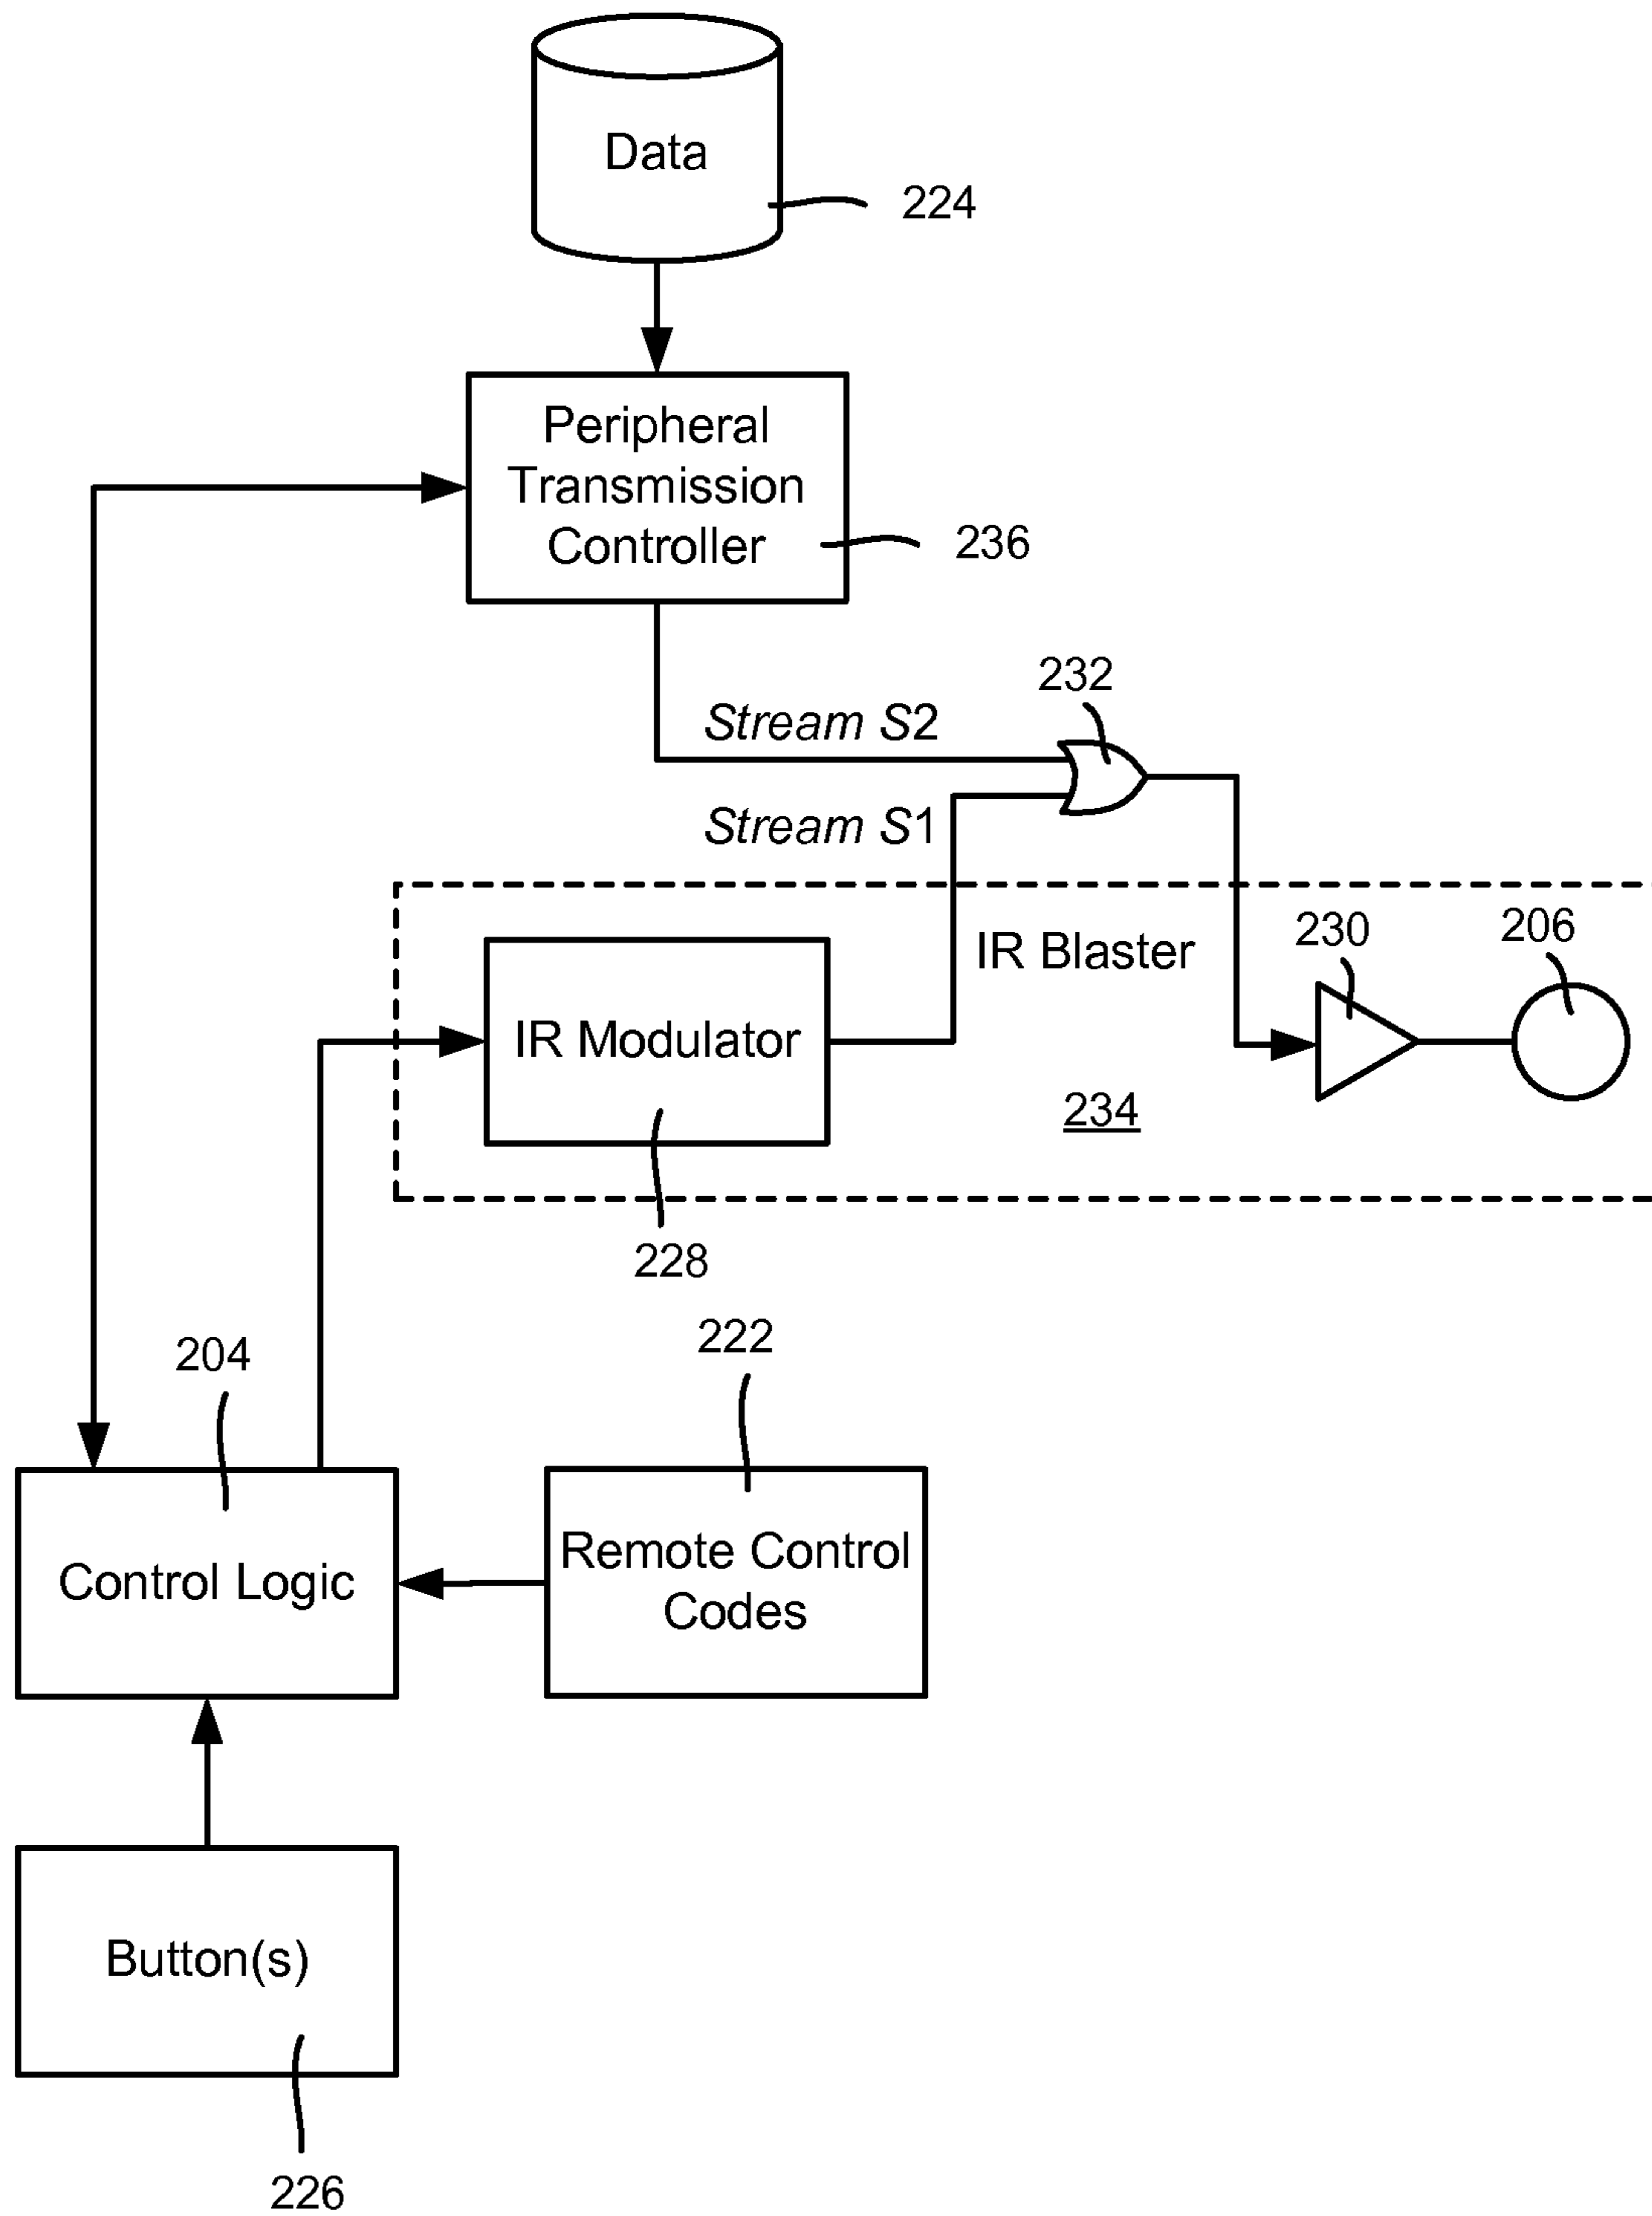 Data
224
Peripheral
Transmission
Controller
236
232
Stream S2
Stream S1
IR Blaster
230
206
IR Modulator
234
228
222
204
Remote Control
Codes
Control Logic
Button(s)
226